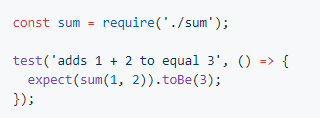 const sum = require('./sum');

test('adds 1 + 2 to equal 3', () => {
  expect(sum(1, 2)).toBe(3);
});